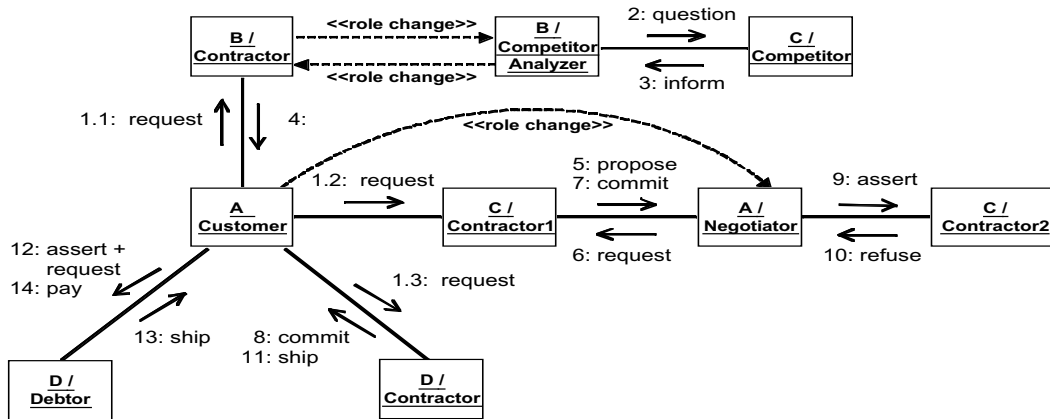 <<role change>>
2: question
B /
Contractor
B /
Competitor
Analyzer
C /
Competitor
<<role change>>
3: inform
1.1: request
4:
<<role change>>
1.2: request
5: propose
7: commit
9: assert
A
Customer
C /
Contractor1
A /
Negotiator
C /
Contractor2
6: request
10: refuse
12: assert +
request
14: pay
1.3: request
13: ship
8: commit
11: ship
D /
Debtor
D /
Contractor